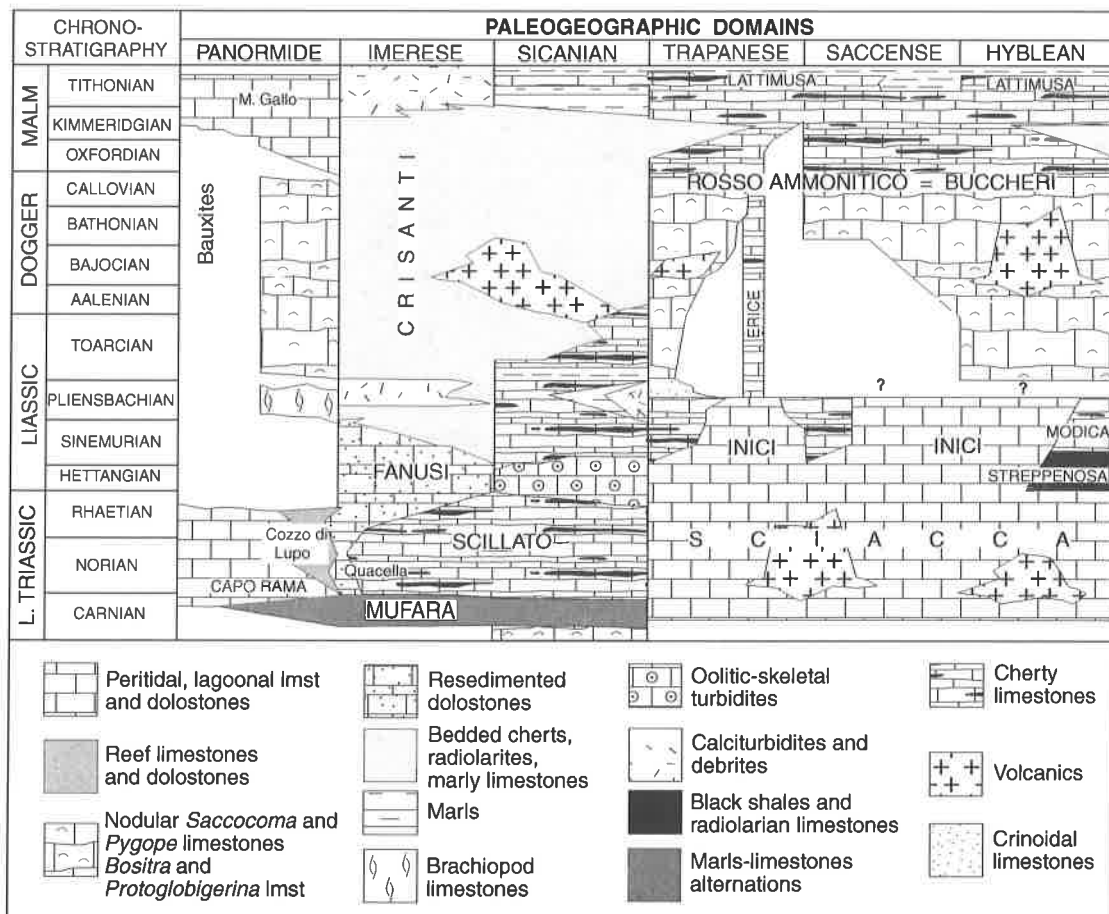 CHRONO-
STRATIGRAPHY
PALEOGEOGRAPHIC DOMAINS
PANORMIDE
IMERESE
SICANIAN
TRAPANESE
SACCENSE
HYBLEAN
MALM
TITHONIAN
KIMMERIDGIAN
OXFORDIAN
DOGGER
CALLOVIAN
BATHONIAN
BAJOCIAN
AALENIAN
LIASSIC
TOARCIAN
PLIENSBACHIAN
SINEMURIAN
HETTANGIAN
L. TRIASSIC
RHAETIAN
NORIAN
CARNIAN
M. Gallo
Bauxites
CRISANTI
LATTIMUSA
LATTIMUSA
ROSSO AMMONITICO = BUCCHERI
ERICE
?
?
FANUSI
INICI
INICI
MODICA
STREPPENOSA
Cozzo di
Lupo
SCILLATO
SCIACCA
Quacella
CAPO RAMA
MUFARA
Peritidal, lagoonal lmst
and dolostones
Reef limestones
and dolostones
Nodular Saccocoma and
Pygope limestones
Bositra and
Protoglobigerina lmst
Resedimented
dolostones
Bedded cherts,
radiolarites,
marly limestones
Marls
Brachiopod
limestones
Oolitic-skeletal
turbidites
Calciturbidites and
debrites
Black shales and
radiolarian limestones
Marls-limestones
alternations
Cherty
limestones
Volcanics
Crinoidal
limestones